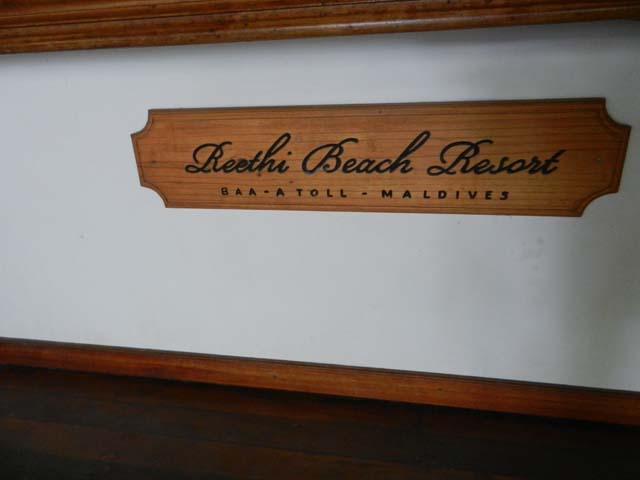 Reethi Beach Resort
BAA-ATOLL - MALDIVES